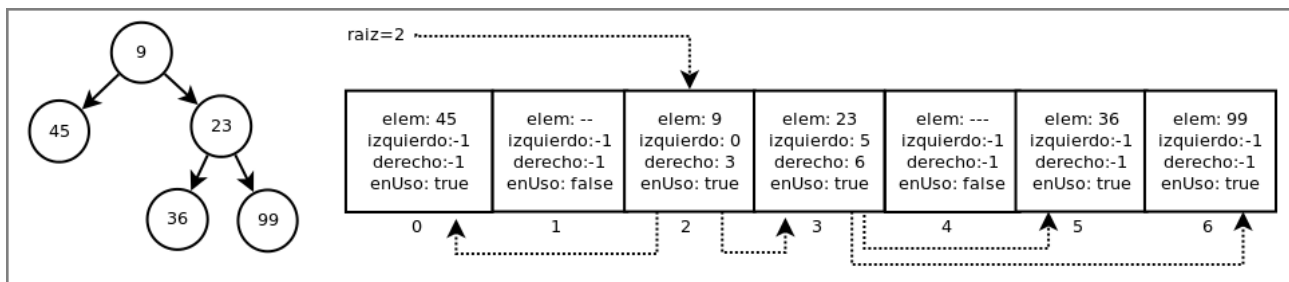 9
45
23
36
99
raiz=2
elem: 45
izquierdo:-1
derecho:-1
enUso: true
elem: --
izquierdo:-1
derecho:-1
enUso: false
elem: 9
izquierdo: 0
derecho: 3
enUso: true
elem: 23
izquierdo: 5
derecho: 6
enUso: true
elem: ---
izquierdo:-1
derecho:-1
enUso: false
elem: 36
izquierdo:-1
derecho:-1
enUso: true
elem: 99
izquierdo:-1
derecho:-1
enUso: true
0
1
2
3
4
5
6